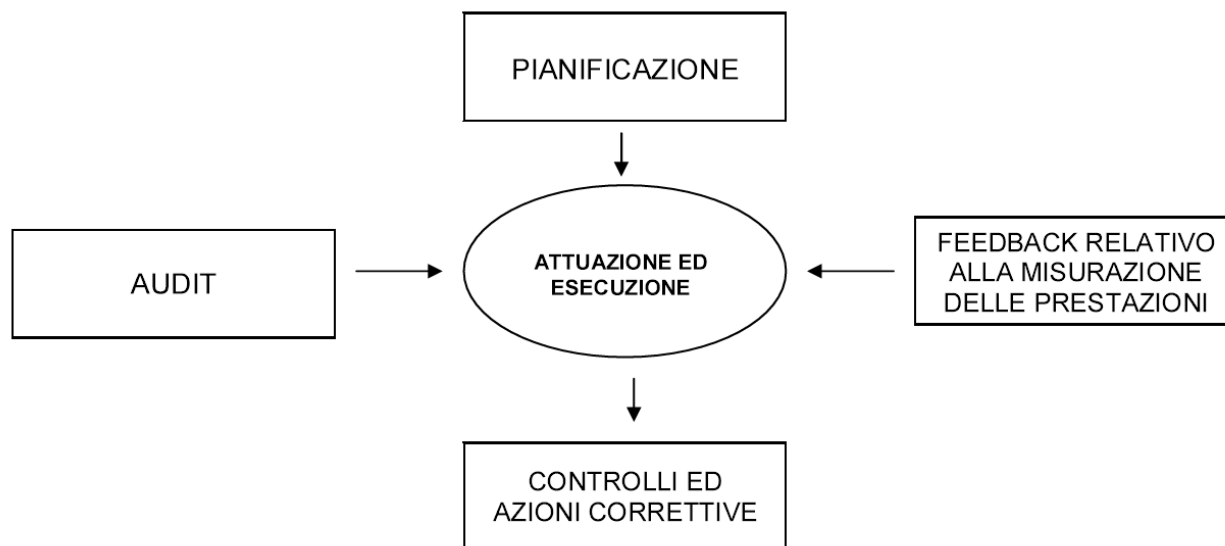 PIANIFICAZIONE
AUDIT
ATTUAZIONE ED
ESECUZIONE
FEEDBACK RELATIVO
ALLA MISURAZIONE
DELLE PRESTAZIONI
CONTROLLI ED
AZIONI CORRETTIVE